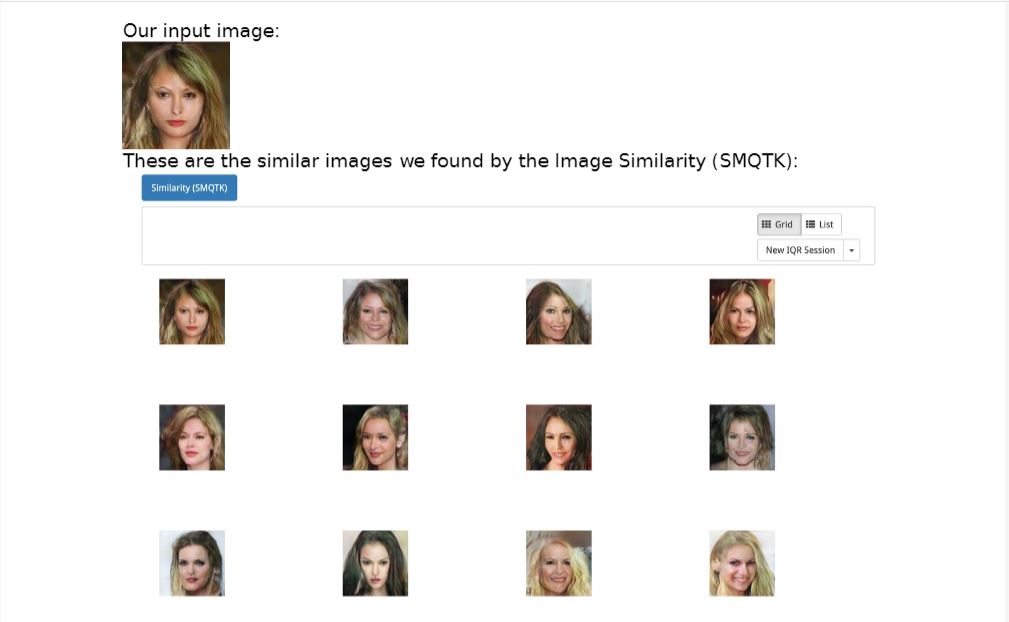 Our input image:
These are the similar images we found by the Image Similarity (SMQTK):
Similarity (SMQTK)
Grid List
New IQR Session